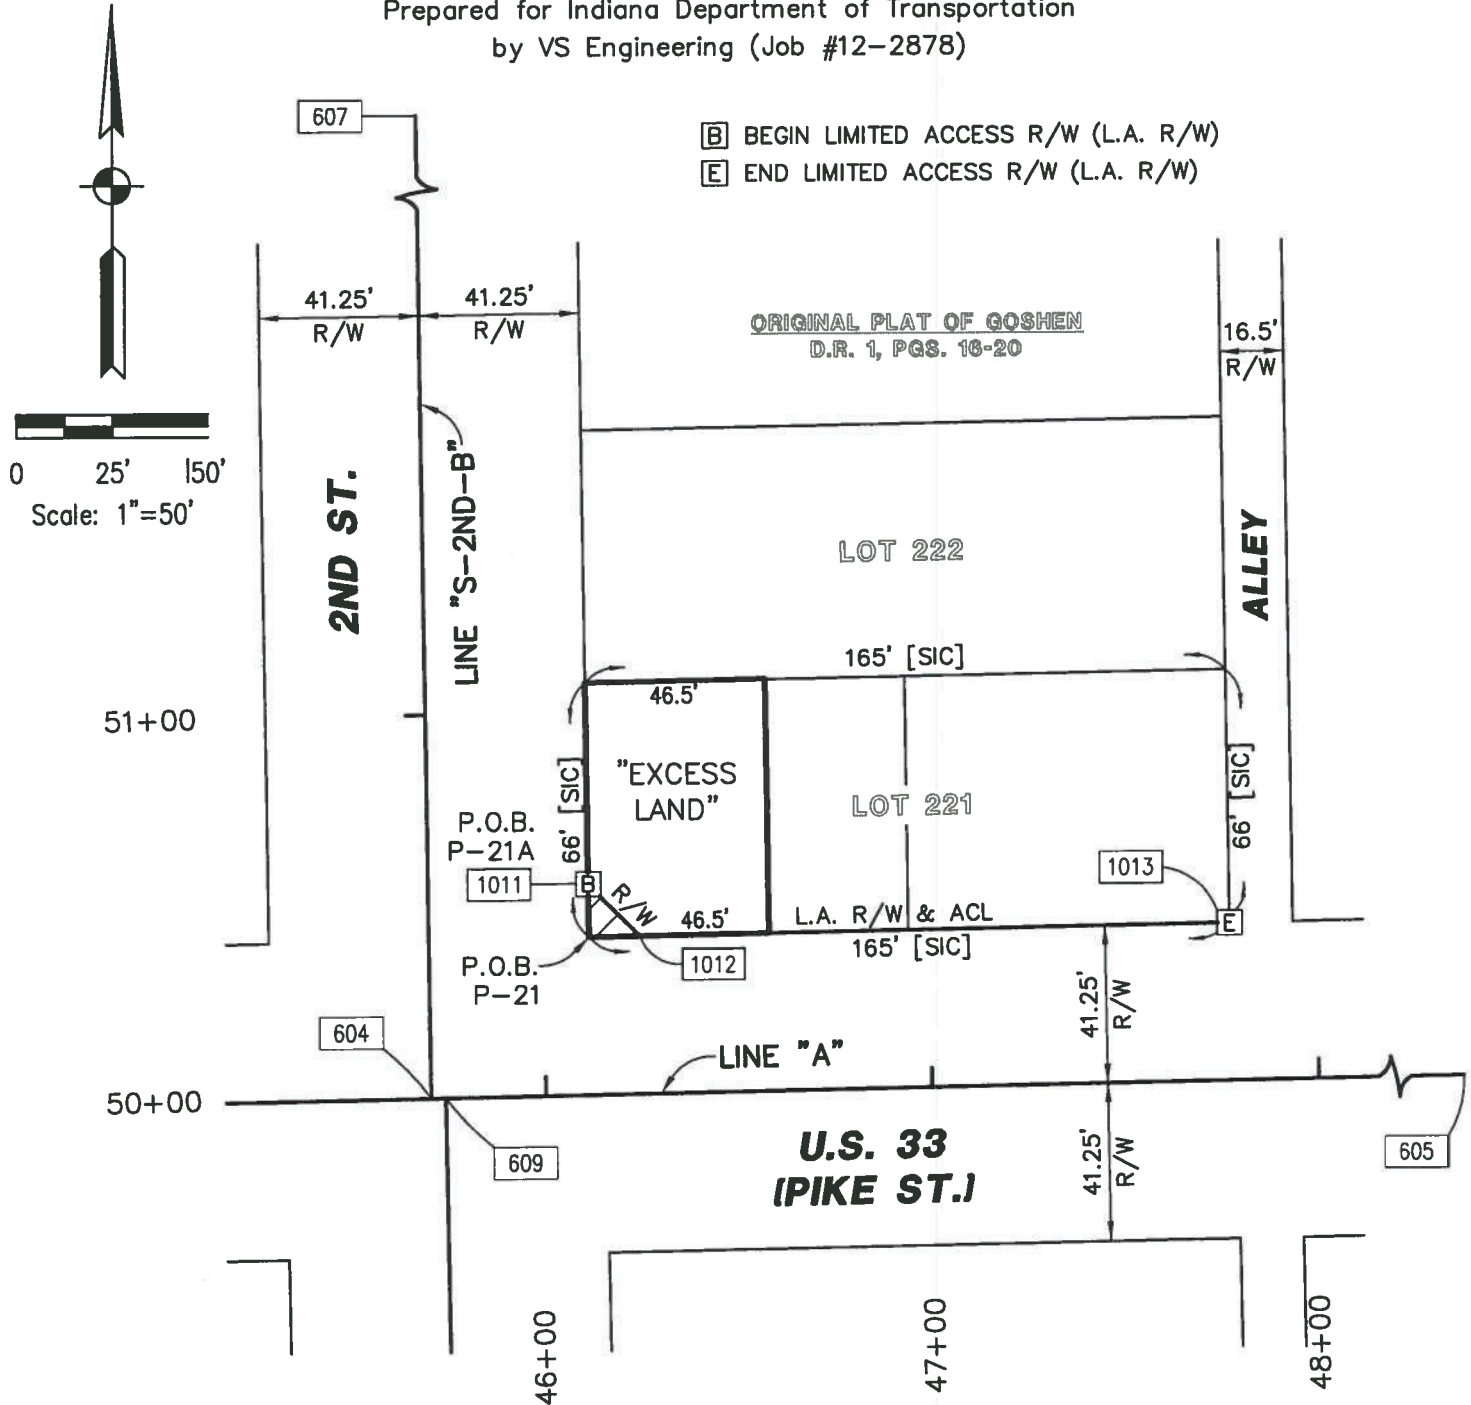 Prepared for Indiana Department of Transportation
by VS Engineering (Job #12-2878)
607
B BEGIN LIMITED ACCESS R/W (L.A. R/W)
E END LIMITED ACCESS R/W (L.A. R/W)
41.25'
R/W
41.25'
R/W
ORIGINAL PLAT OF GOSHEN
D.R. 1, PGS. 16-20
16.5'
R/W
0 25' 150'
Scale: 1"=50'
2ND ST.
LINE "S-2ND-B"
LOT 222
ALLEY
165' [SIC]
46.5'
51+00
66' [SIC]
"EXCESS
LAND"
LOT 221
66' [SIC]
P.O.B.
P-21A
1011
B
R/W
1013
46.5'
L.A. R/W & ACL
E
165' [SIC]
1012
P.O.B.
P-21
41.25'
R/W
604
LINE "A"
50+00
609
U.S. 33
(PIKE ST.)
41.25'
R/W
605
46+00
47+00
48+00